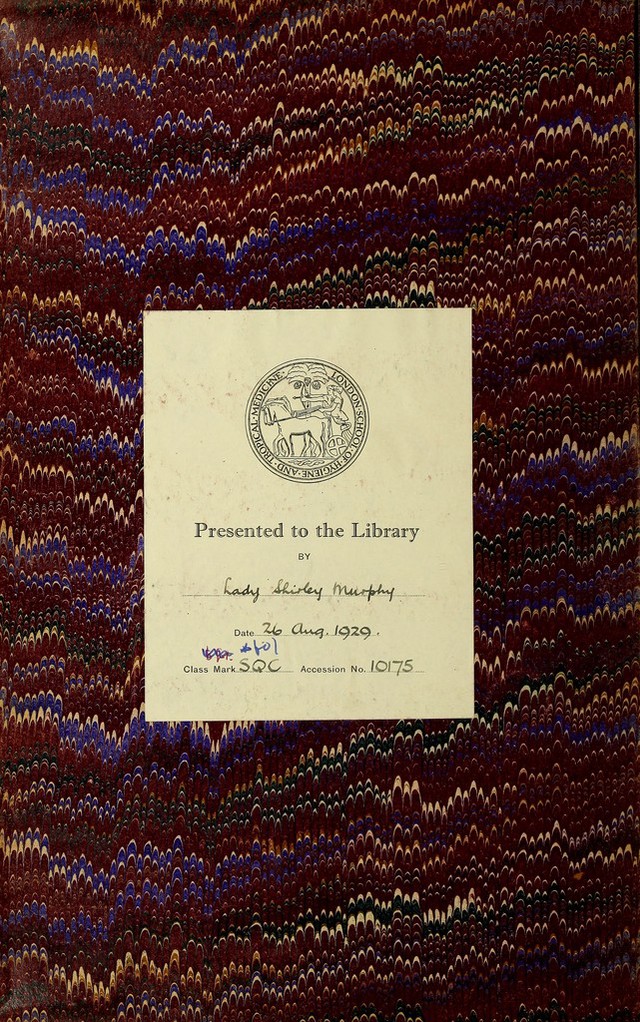 LONDON·SCHOOL·OF·HYGIENE·AND·TROPICAL·MEDICINE·
Presented to the Library
BY
Lady Shirley Murphy
Date 26 Aug. 1929.
Class Mark SQC Accession No. 10175